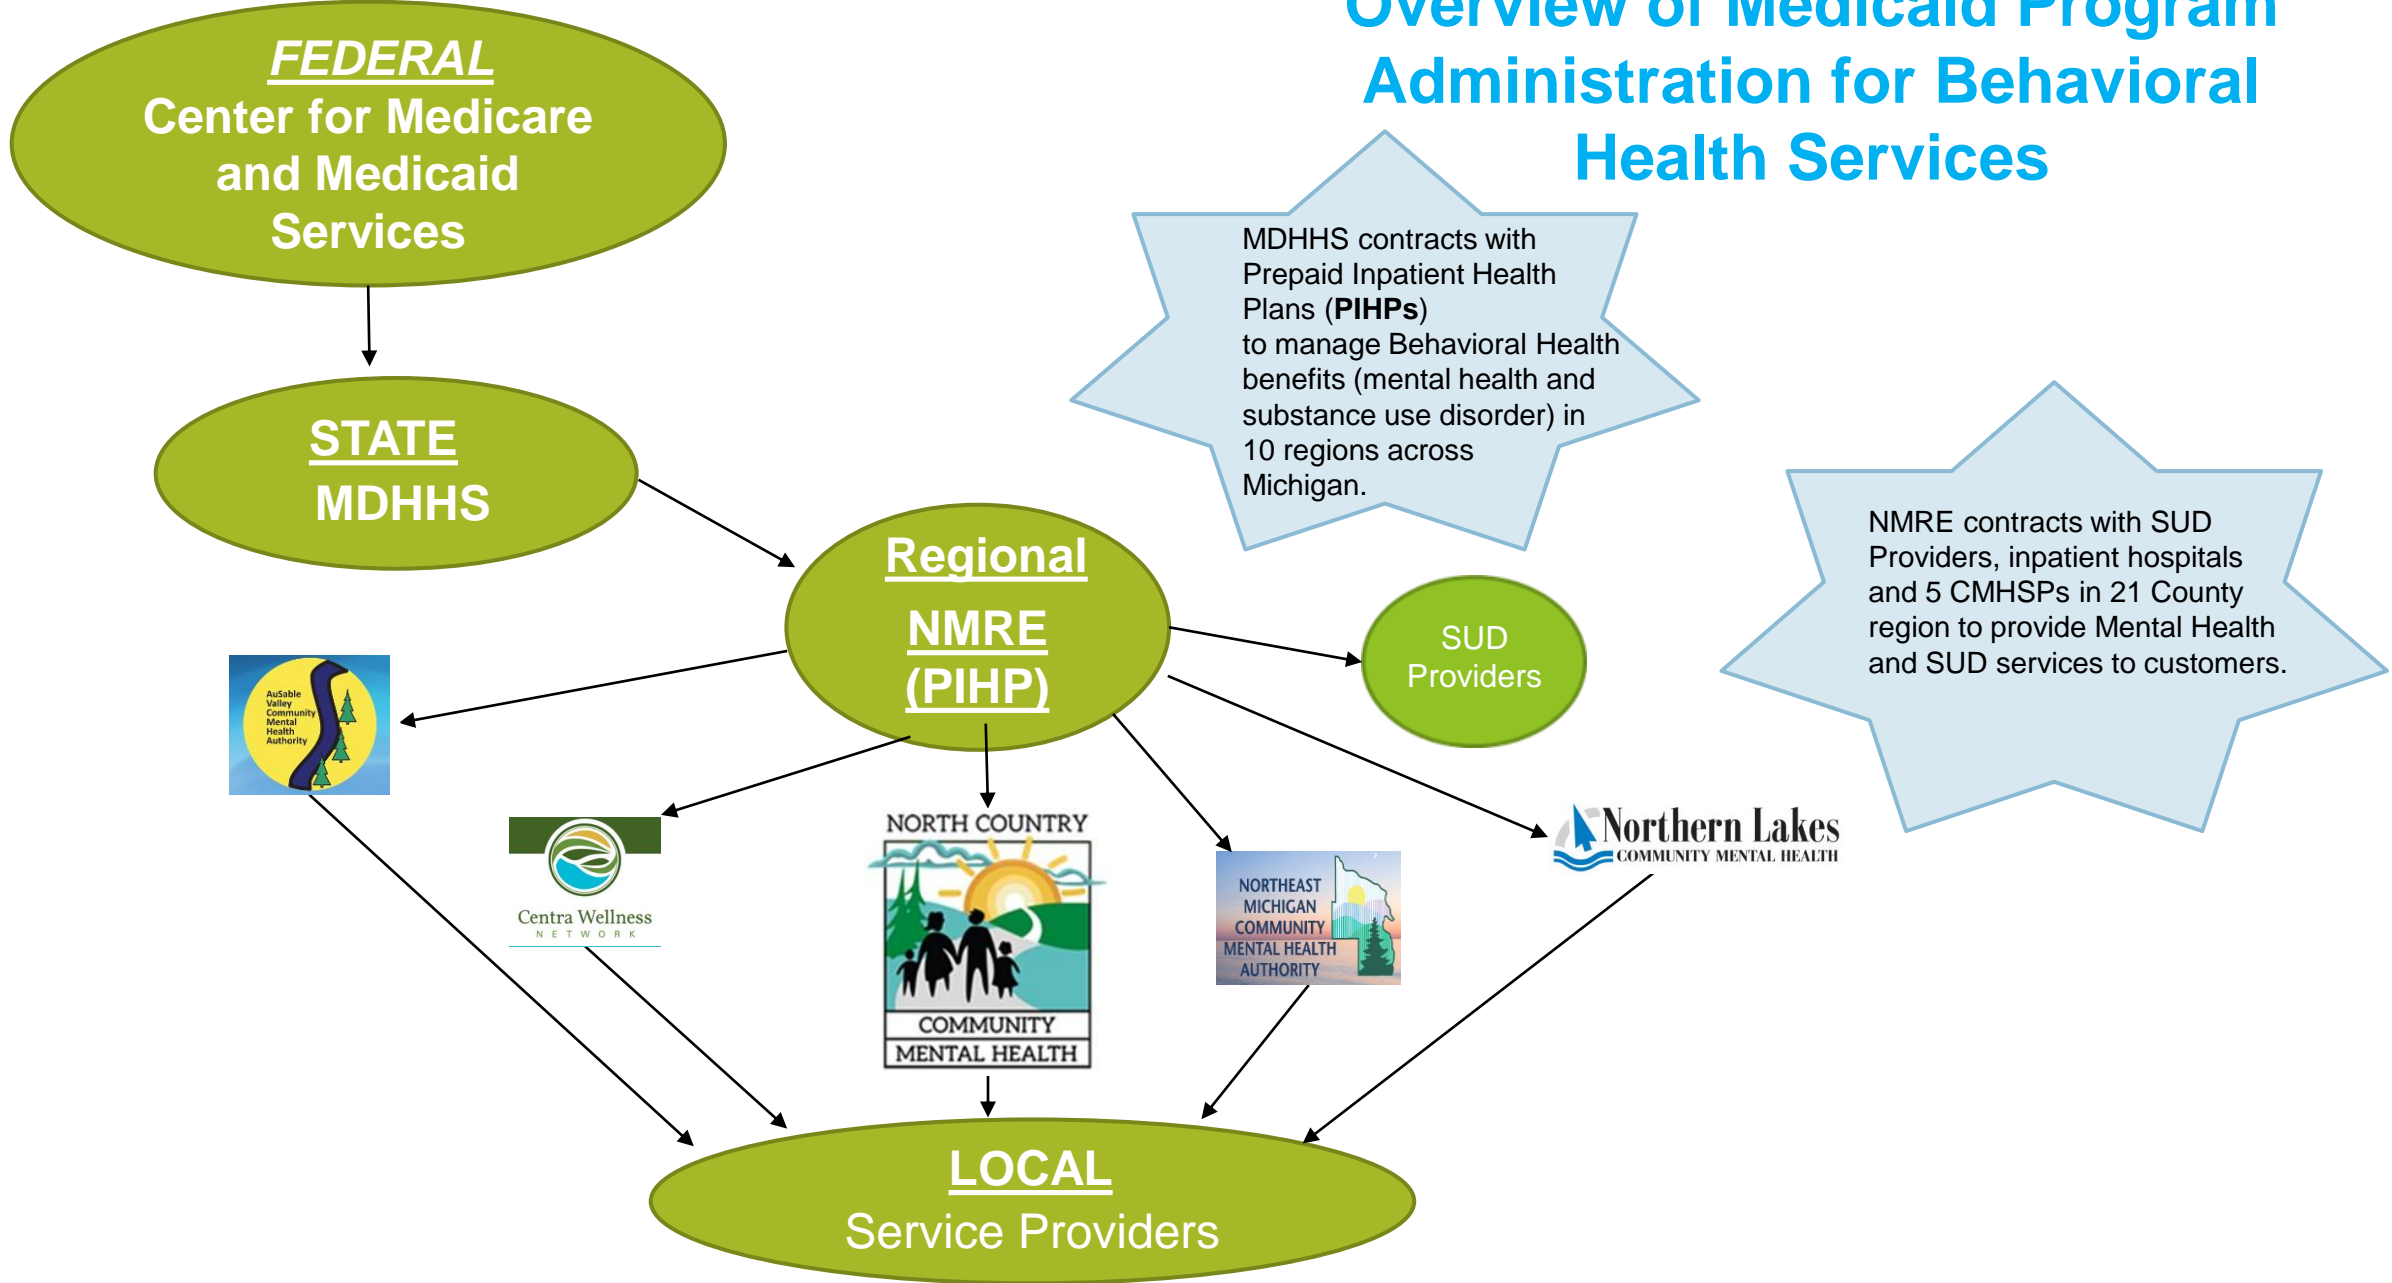 Overview of Medicaid Program
Administration for Behavioral
Health Services
FEDERAL
Center for Medicare
and Medicaid
Services
STATE
MDHHS
MDHHS contracts with
Prepaid Inpatient Health
Plans (PIHPs)
to manage Behavioral Health
benefits (mental health and
substance use disorder) in
10 regions across
Michigan.
Regional
NMRE
(PIHP)
SUD
Providers
NMRE contracts with SUD
Providers, inpatient hospitals
and 5 CMHSPs in 21 County
region to provide Mental Health
and SUD services to customers.
AuSable
Valley
Community
Mental
Health
Authority
Centra Wellness
NETWORK
NORTH COUNTRY
COMMUNITY
MENTAL HEALTH
NORTHEAST
MICHIGAN
COMMUNITY
MENTAL HEALTH
AUTHORITY
Northern Lakes
COMMUNITY MENTAL HEALTH
LOCAL
Service Providers